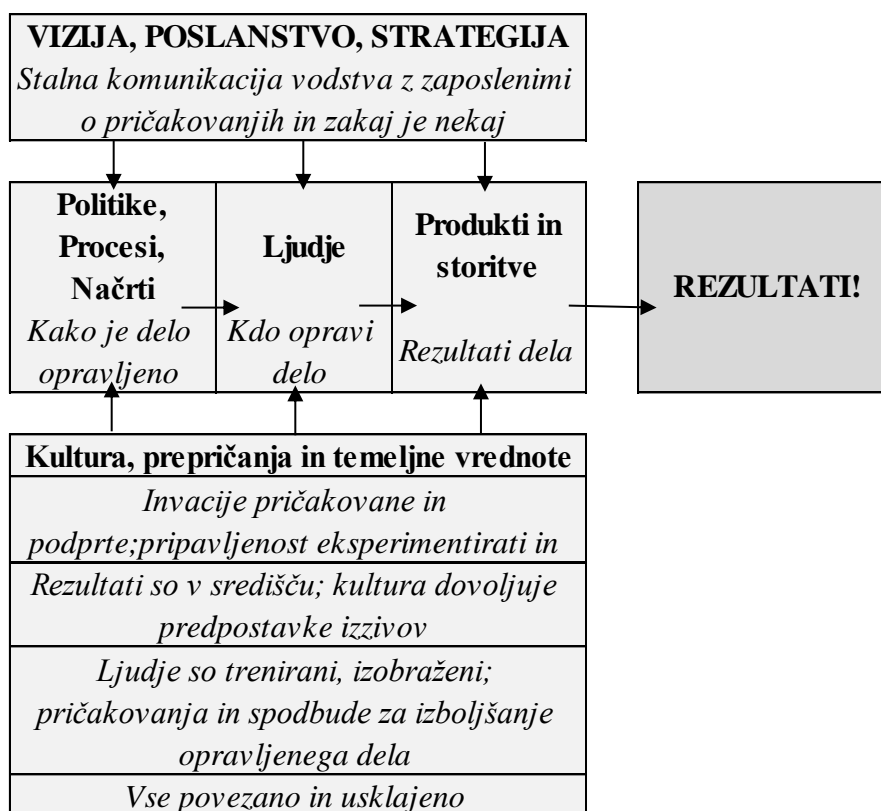 VIZIJA, POSLANSTVO, STRATEGIJA
Stalna komunikacija vodstva z zaposlenimi
o pričakovanjih in zakaj je nekaj
Politike,
Procesi,
Načrti
Kako je delo
opravljeno
Ljudje
Kdo opravi
delo
Produkti in
storitve
Rezultati dela
REZULTATI!
Kultura, prepričanja in temeljne vrednote
Invacije pričakovane in
podprte;pripavljenost eksperimentirati in
Rezultati so v središču; kultura dovoljuje
predpostavke izzivov
Ljudje so trenirani, izobraženi;
pričakovanja in spodbude za izboljšanje
opravljenega dela
Vse povezano in usklajeno